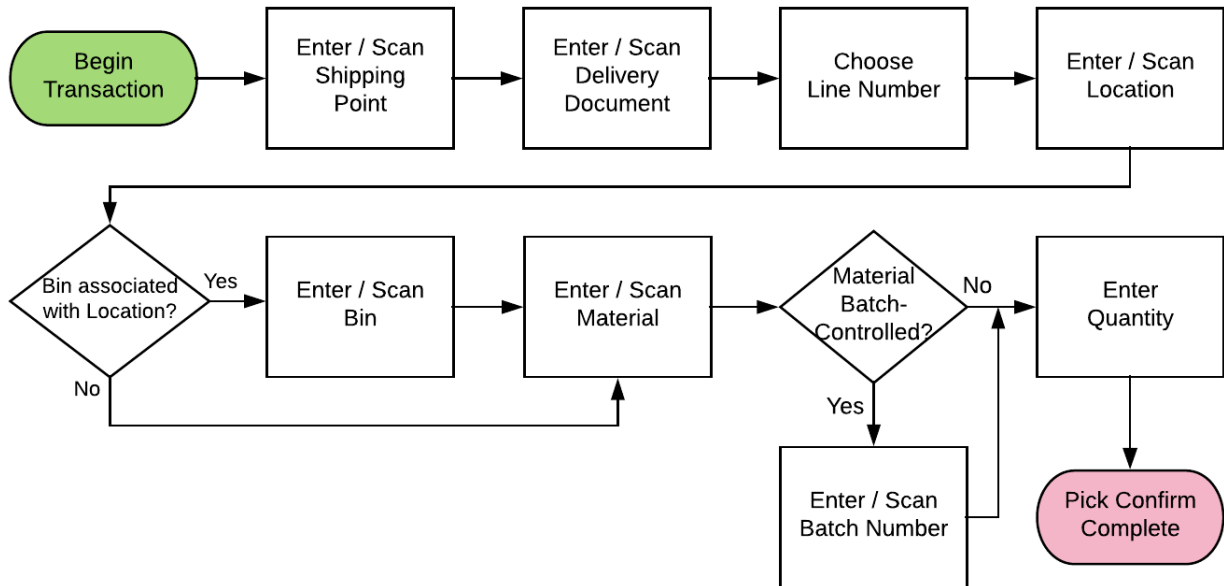 Begin
Transaction
Enter / Scan
Shipping
Point
Enter / Scan
Delivery
Document
Choose
Line Number
Enter / Scan
Location
Bin associated
with Location?
Yes
No
Enter / Scan
Bin
Enter / Scan
Material
Material
Batch-
Controlled?
No
Yes
Enter / Scan
Batch Number
Enter
Quantity
Pick Confirm
Complete